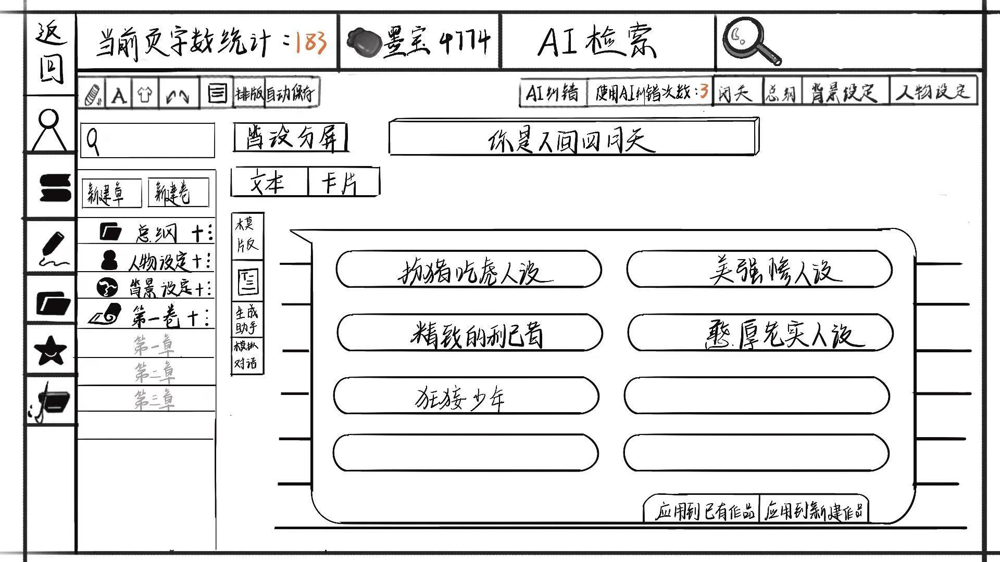 返回
当前页字数统计：183
墨宝 4774
AI 检索
A
排版
自动保存
AI纠错
使用AI纠错次数：3
闭关
总纲
背景设定
人物设定
背设分屏
你是人间四月天
文本
卡片
新建章
新建卷
总纲 +
人物设定+
背景设定+
第一卷 +
第一章
第二章
第三章
模版
T
生成助手
模拟对话
扮猪吃虎人设
美强惨人设
精致的利己者
憨厚老实人设
狂接少年
应用到已有作品
应用到新建作品